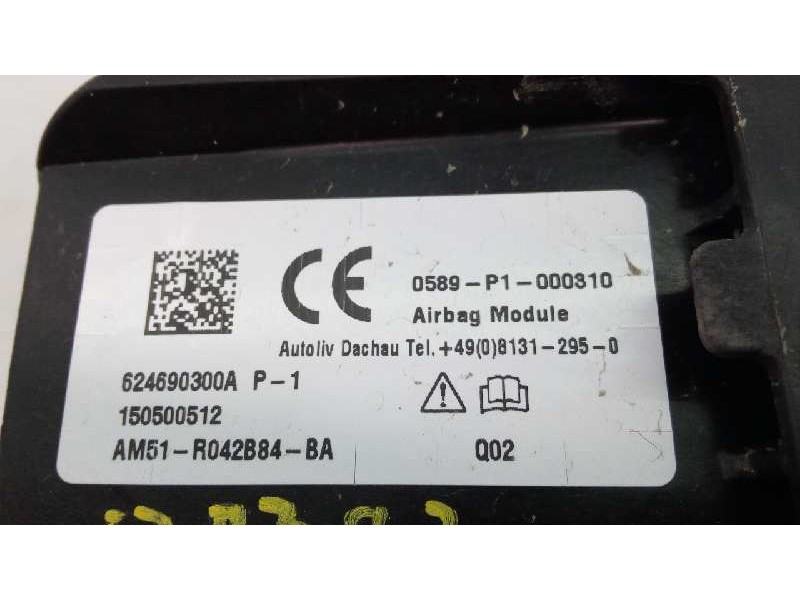 CE
0589-P1-000310
Airbag Module
Autoliv Dachau Tel.+49(0)8131-295-0
624690300A P-1
150500512
AM51-R042B84-BA
Q02